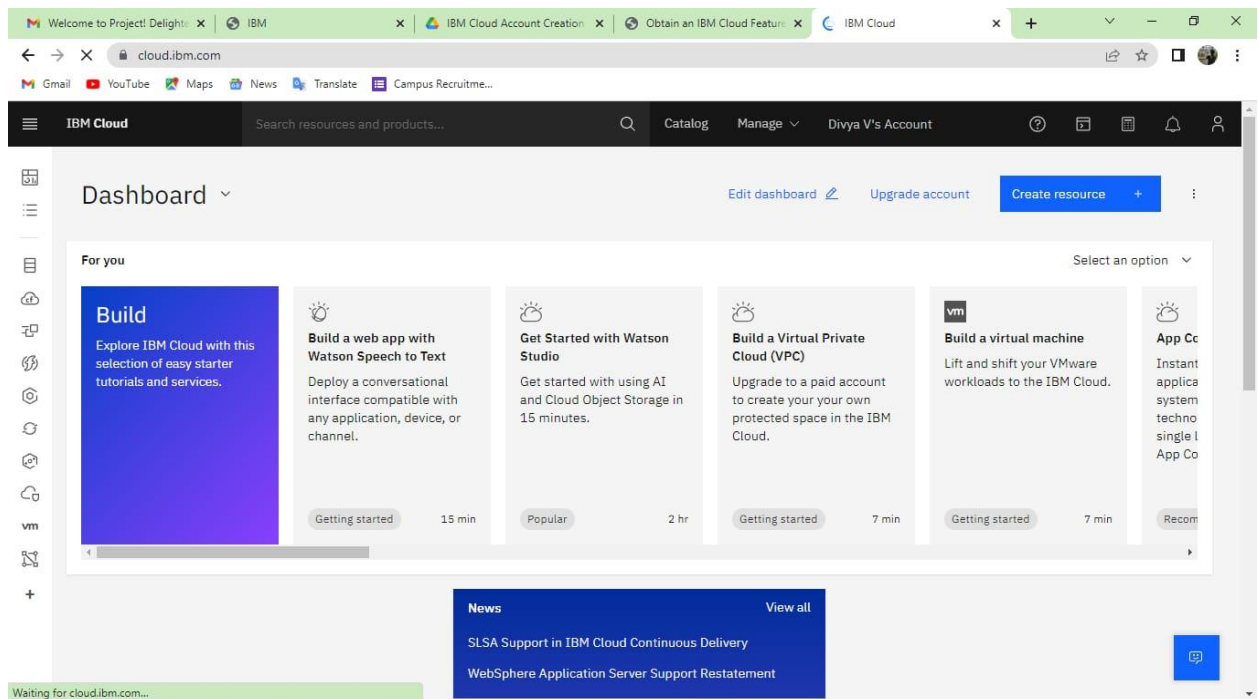 Welcome to Project! Delighte
IBM
IBM Cloud Account Creation
Obtain an IBM Cloud Feature
IBM Cloud
cloud.ibm.com
Gmail
YouTube
Maps
News
Translate
Campus Recruitme...
IBM Cloud
Search resources and products...
Catalog
Manage
Divya V's Account
Dashboard
Edit dashboard
Upgrade account
Create resource +
For you
Select an option
Build
Explore IBM Cloud with this
selection of easy starter
tutorials and services.
Build a web app with
Watson Speech to Text
Deploy a conversational
interface compatible with
any application, device, or
channel.
Getting started
15 min
Get Started with Watson
Studio
Get started with using AI
and Cloud Object Storage in
15 minutes.
Popular
2 hr
Build a Virtual Private
Cloud (VPC)
Upgrade to a paid account
to create your your own
protected space in the IBM
Cloud.
Getting started
7 min
vm
Build a virtual machine
Lift and shift your VMware
workloads to the IBM Cloud.
Getting started
7 min
App Co
Instant
applica
system
techno
single l
App Co
Recom
vm
News
View all
SLSA Support in IBM Cloud Continuous Delivery
WebSphere Application Server Support Restatement
Waiting for cloud.ibm.com...